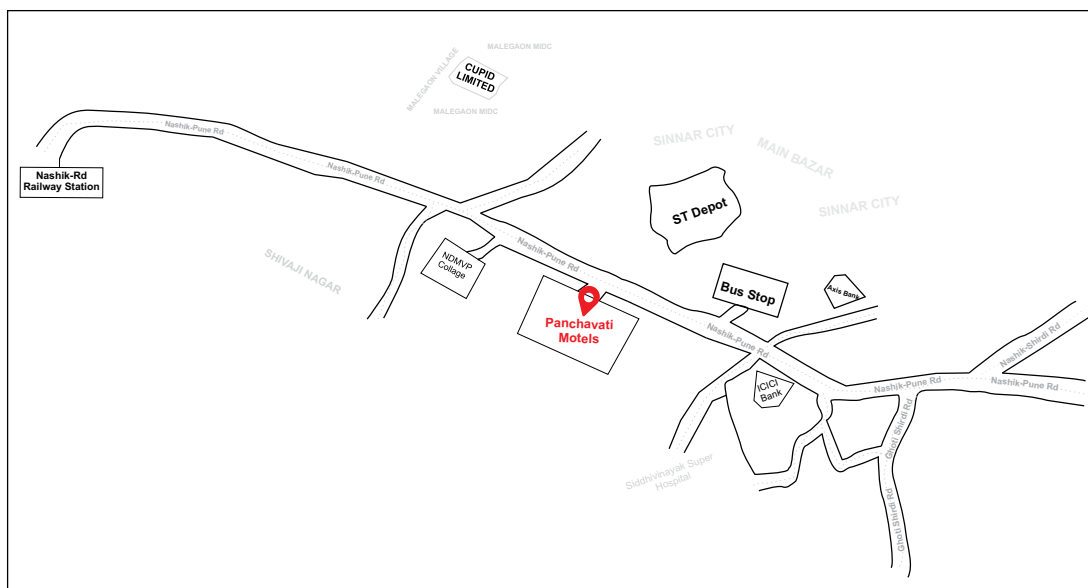 MALEGAON MIDC
MALEGAON VILLAGE
CUPID
LIMITED
MALEGAON MIDC
Nashik-Pune Rd
SINNAR CITY
MAIN BAZAR
Nashik-Rd
Railway Station
Nashik-Pune Rd
ST Depot
SINNAR CITY
SHIVAJI NAGAR
NDMVP
Collage
Nashik-Pune Rd
Bus Stop
Axis Bank
Panchavati
Motels
Nashik-Pune Rd
Nashik-Shirdi Rd
ICICI
Bank
Nashik-Pune Rd
Nashik-Pune Rd
Ghoti Shirdi Rd
Siddhivinayak Super
Hospital
Ghoti Shirdi Rd